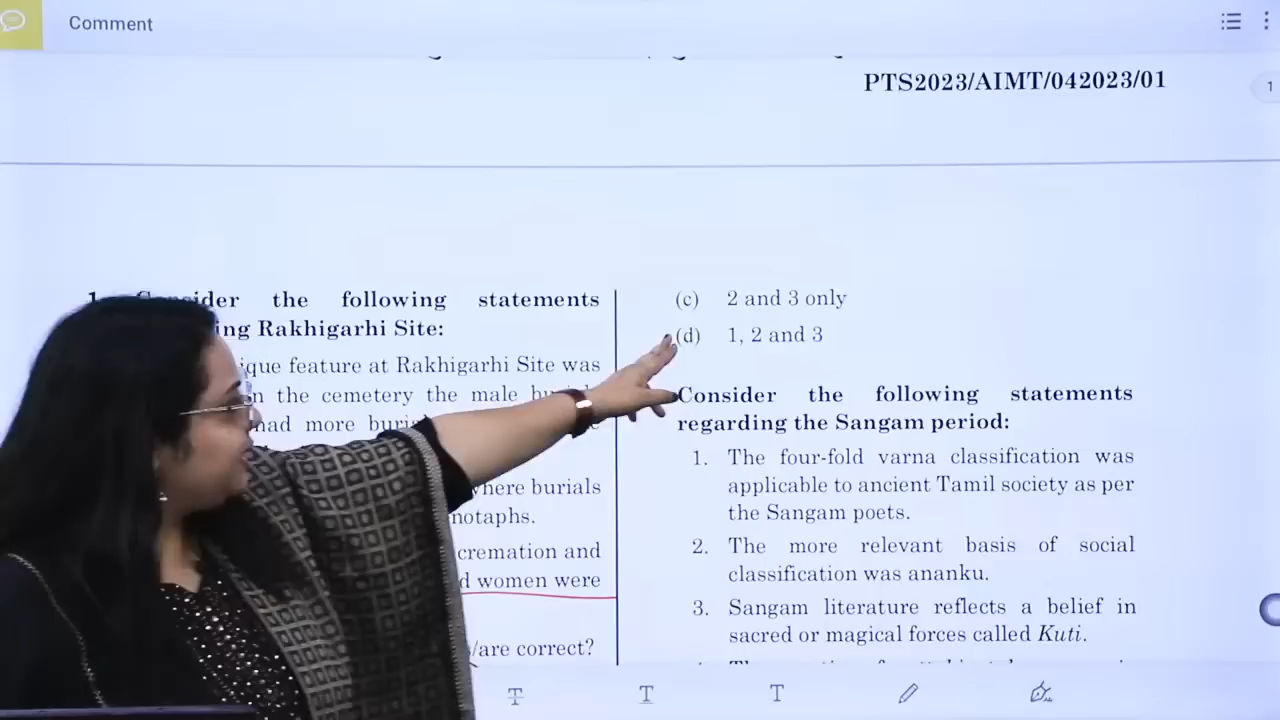 Comment
PTS2023/AIMT/042023/01
1
the following statements
Rakhigarhi Site:
feature at Rakhigarhi Site was
the cemetery the male
had more
where burials
cremation and
women were
/are correct?
(c) 2 and 3 only
(d) 1, 2 and 3
Consider the following statements
regarding the Sangam period:
1. The four-fold varna classification was
applicable to ancient Tamil society as per
the Sangam poets.
2. The more relevant basis of social
classification was ananku.
3. Sangam literature reflects a belief in
sacred or magical forces called Kuti.
T
T
T